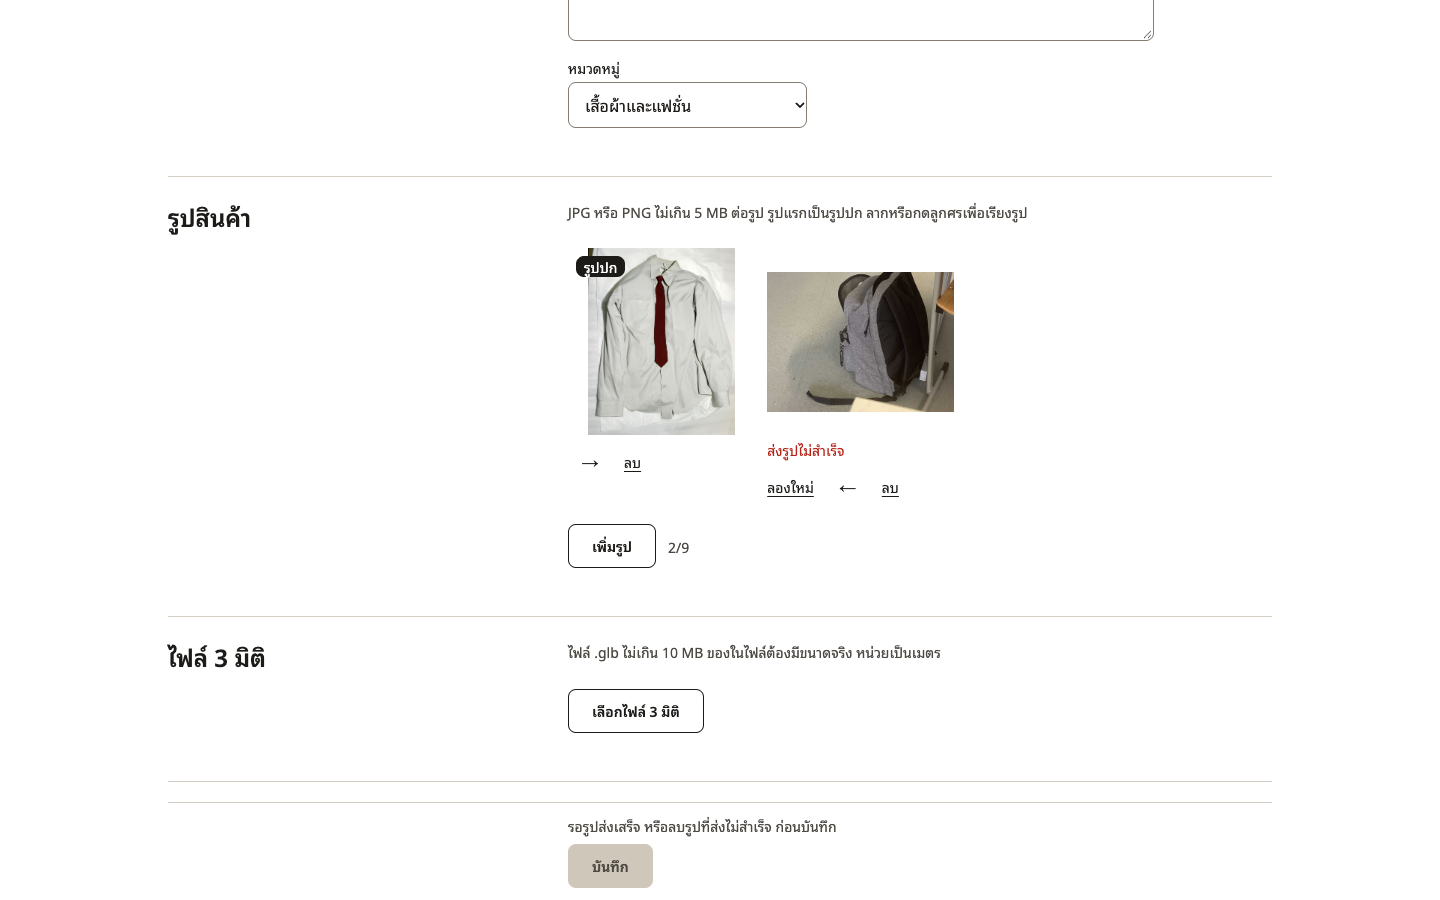 หมวดหมู่
เสื้อผ้าและแฟชั่น
รูปสินค้า
JPG หรือ PNG ไม่เกิน 5 MB ต่อรูป รูปแรกเป็นรูปปก ลากหรือกดลูกศรเพื่อเรียงรูป
รูปปก
→ ลบ
ส่งรูปไม่สำเร็จ
ลองใหม่ ← ลบ
เพิ่มรูป 2/9
ไฟล์ 3 มิติ
ไฟล์ .glb ไม่เกิน 10 MB ของในไฟล์ต้องมีขนาดจริง หน่วยเป็นเมตร
เลือกไฟล์ 3 มิติ
รอรูปส่งเสร็จ หรือลบรูปที่ส่งไม่สำเร็จ ก่อนบันทึก
บันทึก